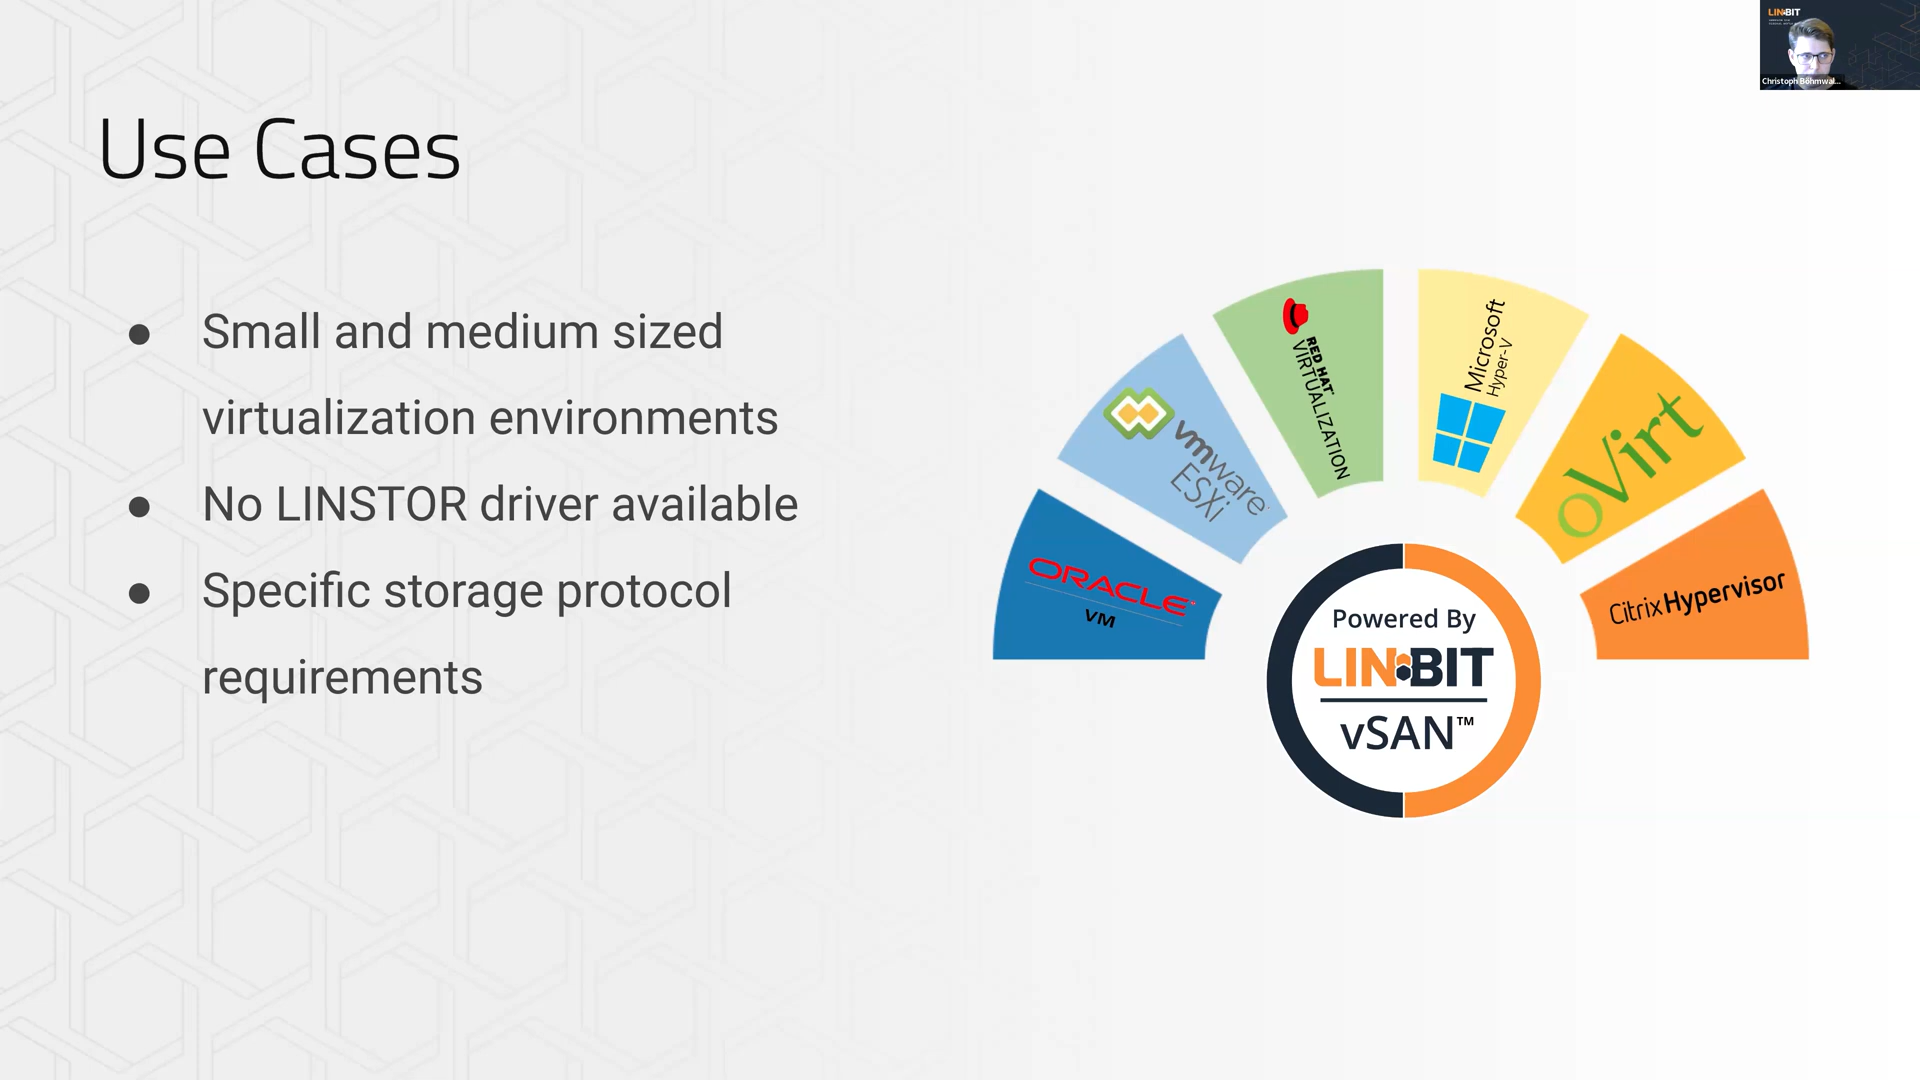 LINBIT
Christoph Böhmwal...
Use Cases
● Small and medium sized
virtualization environments
● No LINSTOR driver available
● Specific storage protocol
requirements
ORACLE
VM
vmware
ESXi
RED HAT
VIRTUALIZATION
Microsoft
Hyper-V
oVirt
Citrix Hypervisor
Powered By
LINBIT
vSAN™